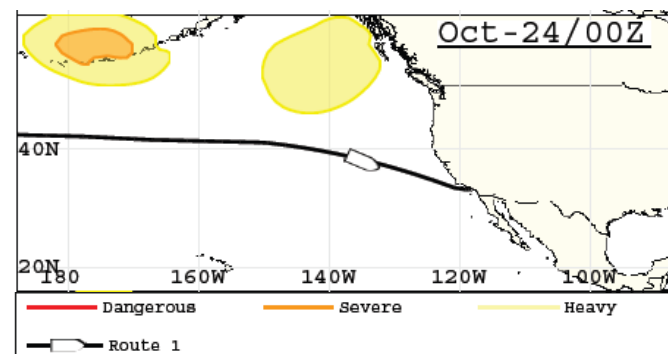 Oct-24/00Z
40N
20N
180 160W 140W 120W 100W
Dangerous Severe Heavy
Route 1